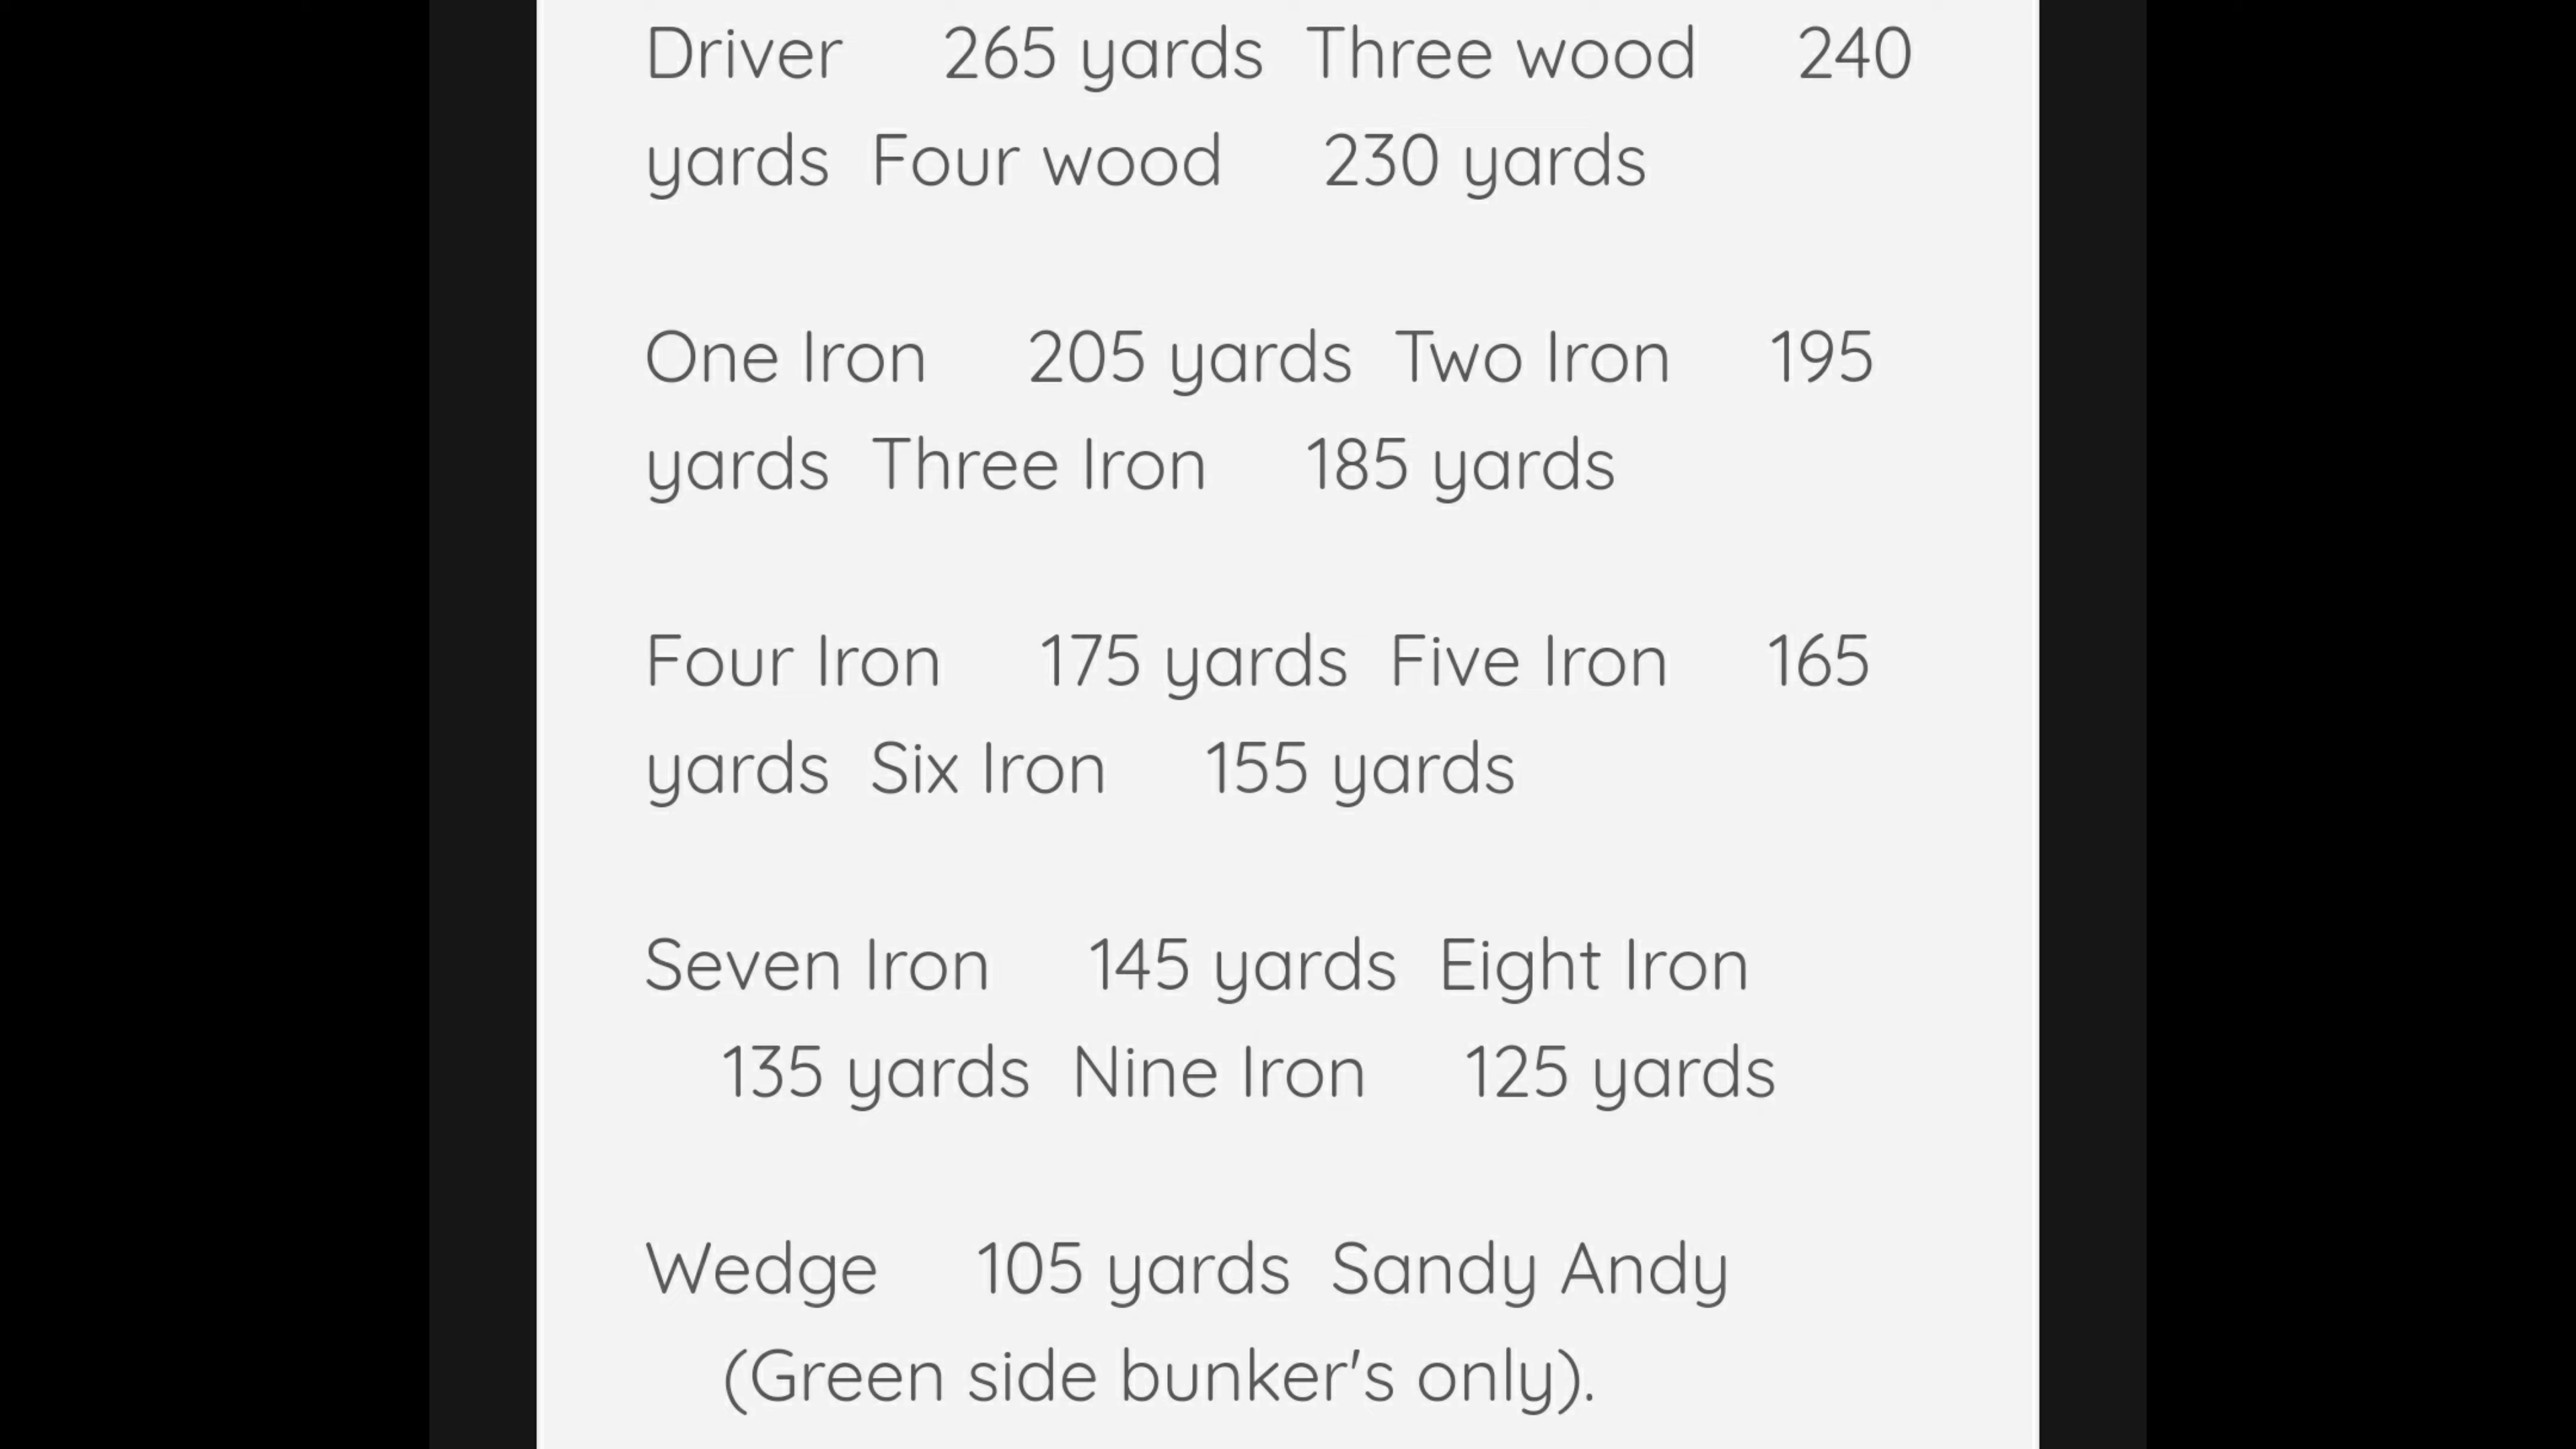 Driver 265 yards Three wood 240
yards Four wood 230 yards
One Iron 205 yards Two Iron 195
yards Three Iron 185 yards
Four Iron 175 yards Five Iron 165
yards Six Iron 155 yards
Seven Iron 145 yards Eight Iron
135 yards Nine Iron 125 yards
Wedge 105 yards Sandy Andy
(Green side bunker's only).